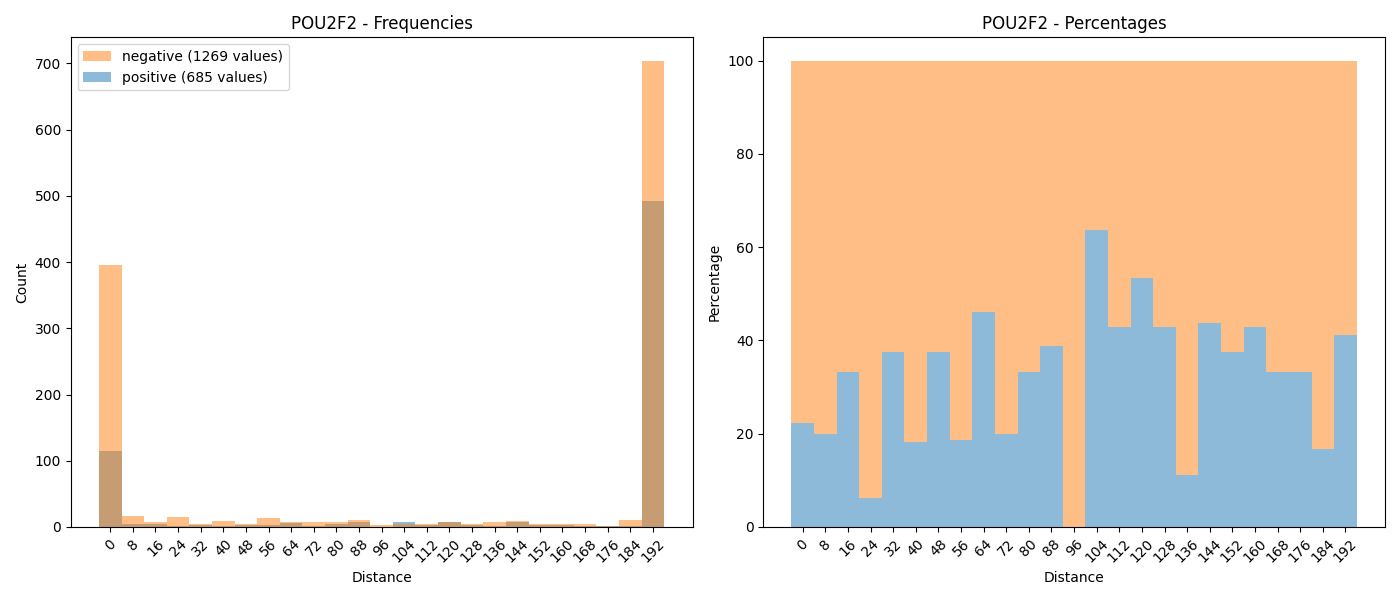 POU2F2 - Frequencies
negative (1269 values)
positive (685 values)
Count
700
600
500
400
300
200
100
0
0 8 16 24 32 40 48 56 64 72 80 88 96 104 112 120 128 136 144 152 160 168 176 184 192
Distance
POU2F2 - Percentages
Percentage
100
80
60
40
20
0
0 8 16 24 32 40 48 56 64 72 80 88 96 104 112 120 128 136 144 152 160 168 176 184 192
Distance